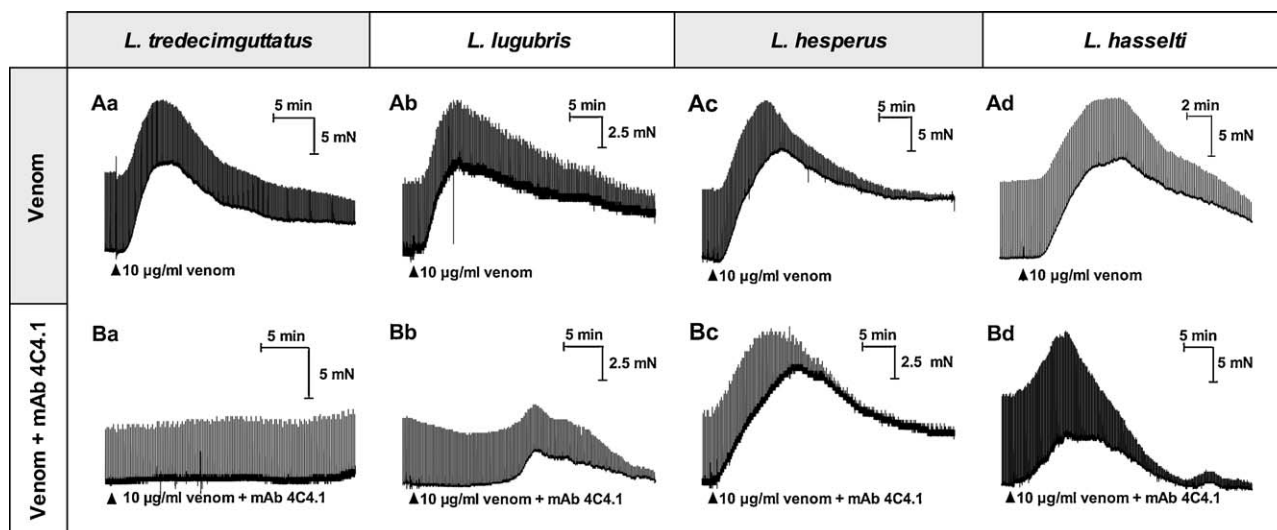 L. tredecimguttatus
L. lugubris
L. hesperus
L. hasselti
Venom
Aa
5 min
5 mN
▲10 µg/ml venom
Ab
5 min
2.5 mN
▲10 µg/ml venom
Ac
5 min
5 mN
▲10 µg/ml venom
Ad
2 min
5 mN
▲10 µg/ml venom
Venom + mAb 4C4.1
Ba
5 min
5 mN
▲ 10 µg/ml venom + mAb 4C4.1
Bb
5 min
2.5 mN
▲10 µg/ml venom + mAb 4C4.1
Bc
5 min
2.5 mN
▲10 µg/ml venom + mAb 4C4.1
Bd
5 min
5 mN
▲10 µg/ml venom + mAb 4C4.1